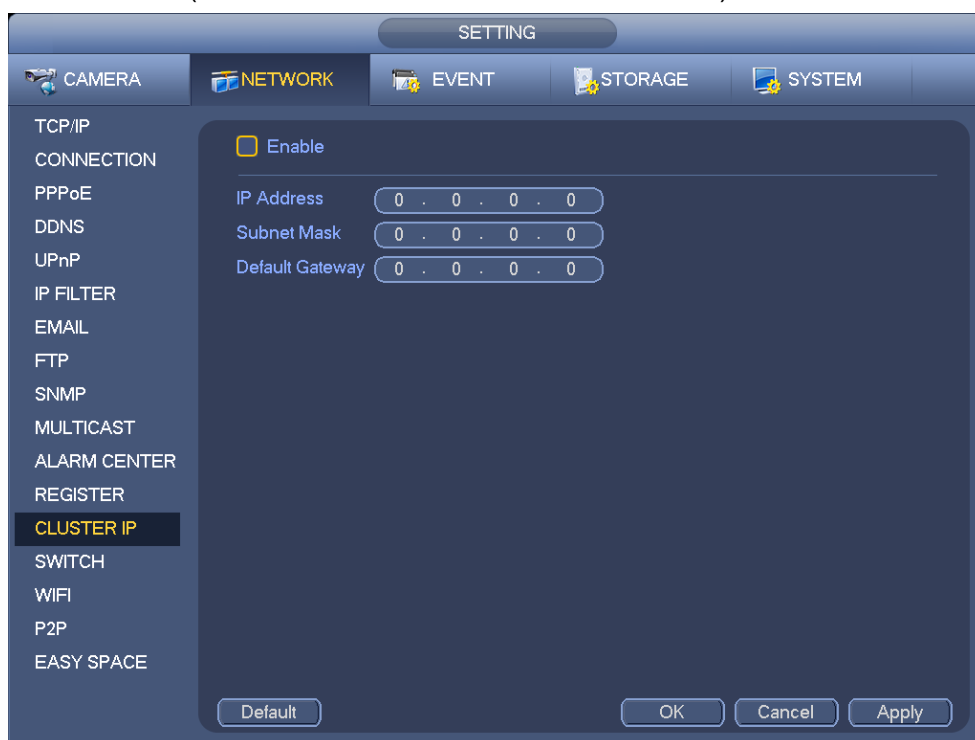 SETTING
CAMERA NETWORK EVENT STORAGE SYSTEM
TCP/IP
CONNECTION
PPPoE
DDNS
UPnP
IP FILTER
EMAIL
FTP
SNMP
MULTICAST
ALARM CENTER
REGISTER
CLUSTER IP
SWITCH
WIFI
P2P
EASY SPACE
Enable
IP Address 0 . 0 . 0 . 0
Subnet Mask 0 . 0 . 0 . 0
Default Gateway 0 . 0 . 0 . 0
Default OK Cancel Apply